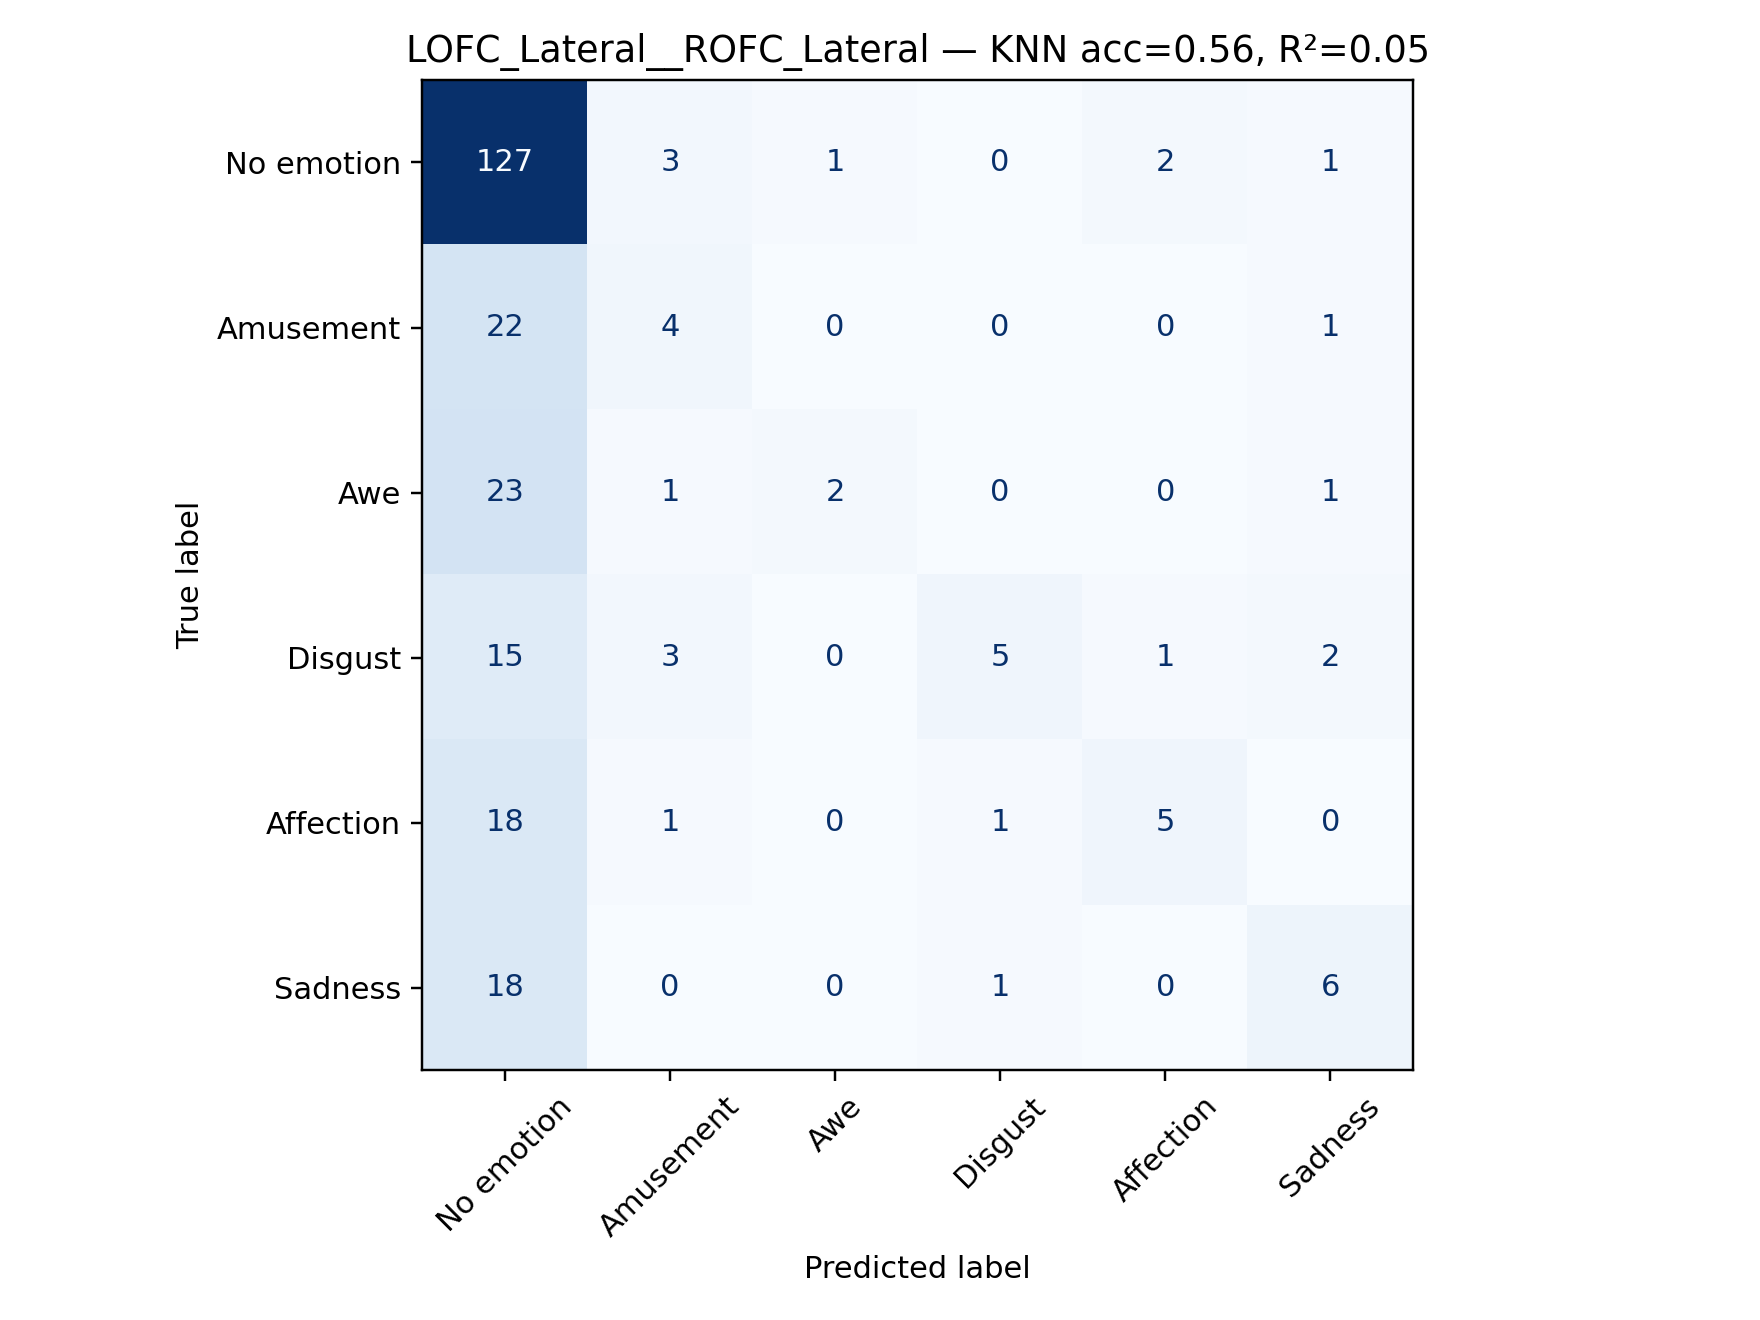 LOFC_Lateral__ROFC_Lateral — KNN acc=0.56, R²=0.05
No emotion 127 3 1 0 2 1
Amusement 22 4 0 0 0 1
Awe 23 1 2 0 0 1
Disgust 15 3 0 5 1 2
Affection 18 1 0 1 5 0
Sadness 18 0 0 1 0 6
True label
No emotion Amusement Awe Disgust Affection Sadness
Predicted label